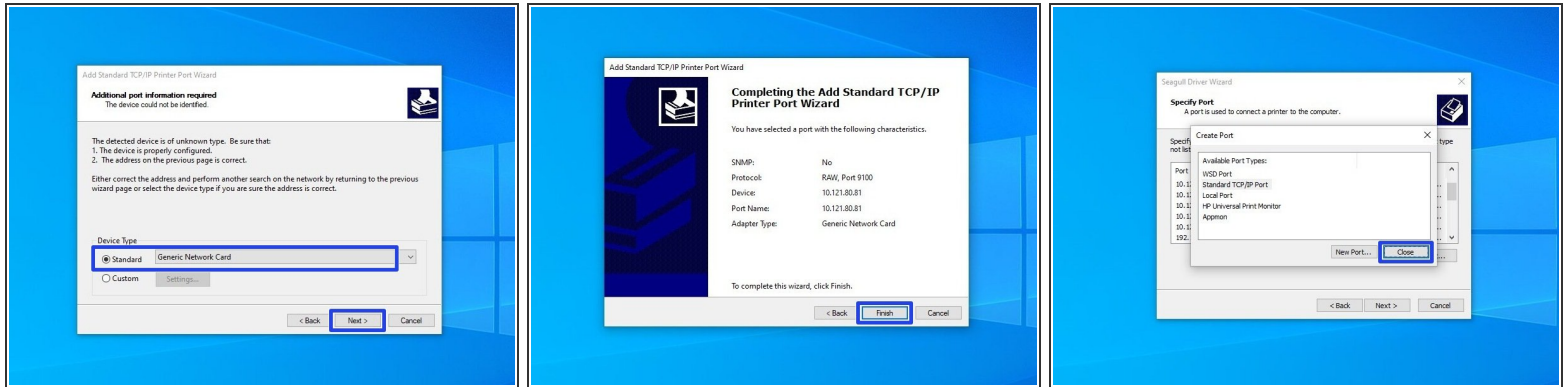 Add Standard TCP/IP Printer Port Wizard
Additional port information required
The device could not be identified.
The detected device is of unknown type.  Be sure that:
1. The device is properly configured.
2.  The address on the previous page is correct.
Either correct the address and perform another search on the network by returning to the previous
wizard page or select the device type if you are sure the address is correct.
Device Type
Standard Generic Network Card
Custom Settings...
< Back Next > Cancel
Add Standard TCP/IP Printer Port Wizard
Completing the Add Standard TCP/IP
Printer Port Wizard
You have selected a port with the following characteristics.
SNMP: No
Protocol: RAW, Port 9100
Device: 10.121.80.81
Port Name: 10.121.80.81
Adapter Type: Generic Network Card
To complete this wizard, click Finish.
< Back Finish Cancel
Seagull Driver Wizard
Specify Port
A port is used to connect a printer to the computer.
Create Port
type
not list
Available Port Types:
Port
WSD Port
Standard TCP/IP Port
Local Port
HP Universal Print Monitor
Appmon
192.
New Port... Close
< Back Next > Cancel